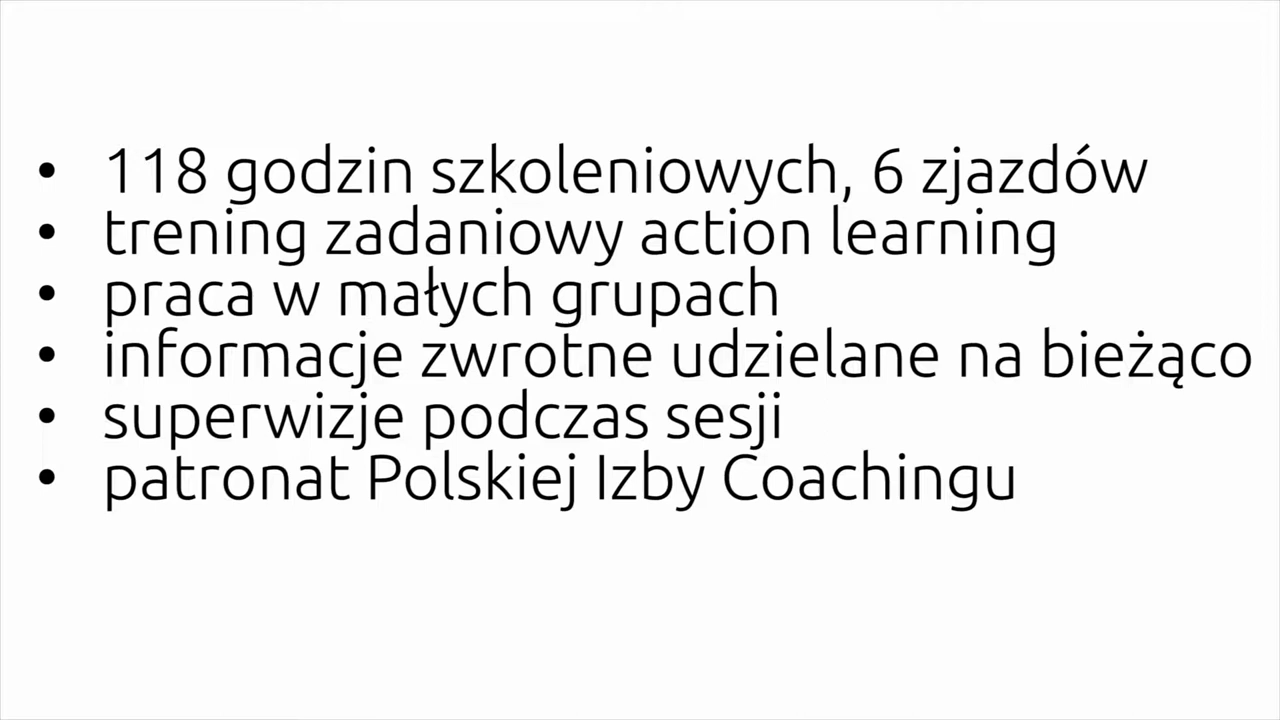 • 118 godzin szkoleniowych, 6 zjazdów
• trening zadaniowy action learning
• praca w małych grupach
• informacje zwrotne udzielane na bieżąco
• superwizje podczas sesji
• patronat Polskiej Izby Coachingu